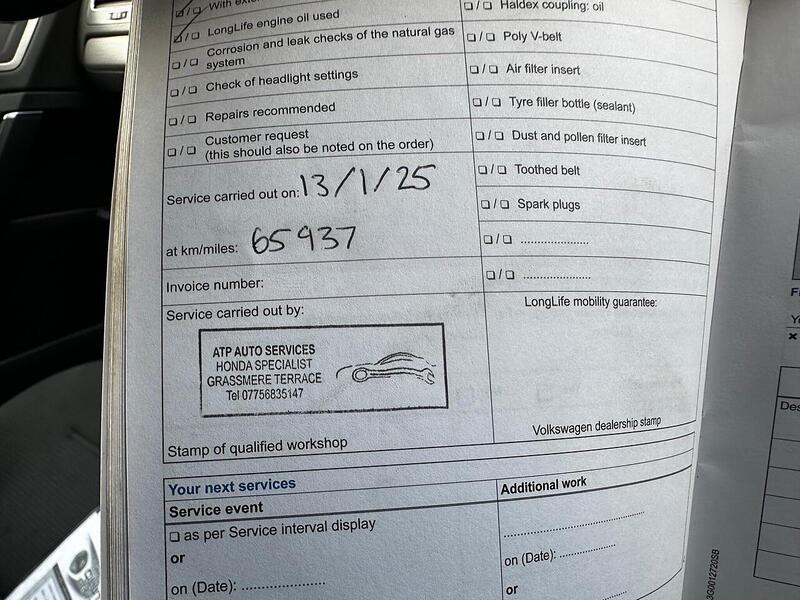 With exten
LongLife engine oil used
Corrosion and leak checks of the natural gas
system
Check of headlight settings
Repairs recommended
Customer request
(this should also be noted on the order)
Service carried out on: 13/1/25
at km/miles: 65937
Invoice number:
Service carried out by:
ATP AUTO SERVICES
HONDA SPECIALIST
GRASSMERE TERRACE
Tel 07756835147
Stamp of qualified workshop
Haldex coupling: oil
Poly V-belt
Air filter insert
Tyre filler bottle (sealant)
Dust and pollen filter insert
Toothed belt
Spark plugs
LongLife mobility guarantee:
Volkswagen dealership stamp
Your next services
Service event
as per Service interval display
or
on (Date): ....................
Additional work
on (Date): ..............
or
3G0012720SB